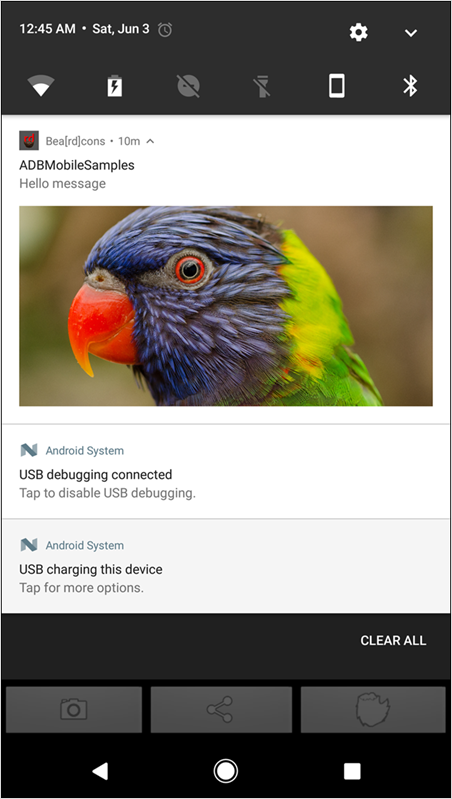 12:45 AM • Sat, Jun 3
Bea[rd]cons • 10m
ADBMobileSamples
Hello message
Android System
USB debugging connected
Tap to disable USB debugging.
Android System
USB charging this device
Tap for more options.
CLEAR ALL